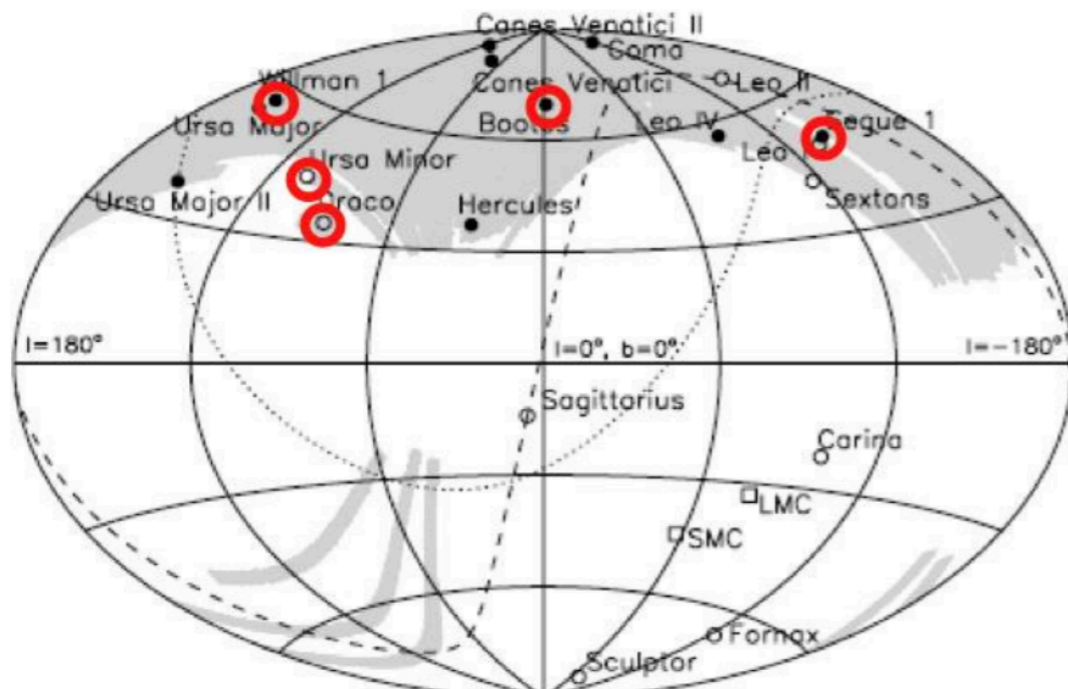 Canes Venatici II
Coma
Willman 1
Canes Venatici
Leo II
Ursa Major
Bootes
Leo IV
Segue 1
Leo I
Ursa Minor
Ursa Major II
Draco
Hercules
Sextans
l=180°
l=0°, b=0°
l=-180°
Sagittarius
Carina
LMC
SMC
Fornax
Sculptor